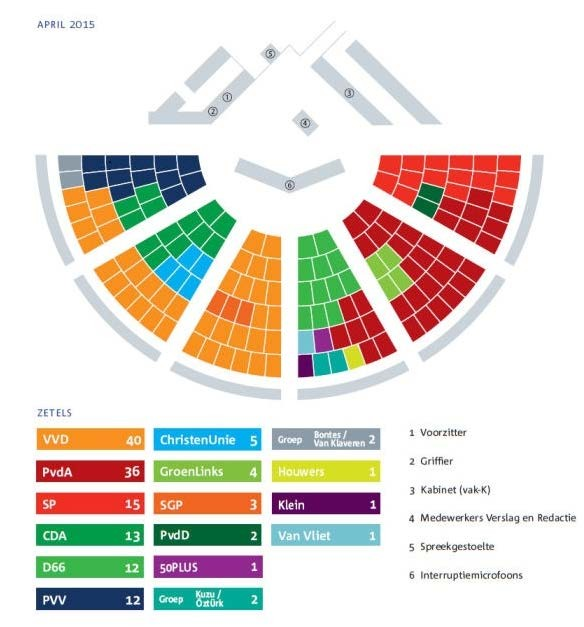 APRIL 2015
5
1
3
2
4
6
ZETELS
VVD 40
ChristenUnie 5
Groep Bontes / Van Klaveren 2
PvdA 36
GroenLinks 4
Houwers 1
SP 15
SGP 3
Klein 1
CDA 13
PvdD 2
Van Vliet 1
D66 12
50PLUS 1
PVV 12
Groep Kuzu / Öztürk 2
1 Voorzitter
2 Griffier
3 Kabinet (vak-K)
4 Medewerkers Verslag en Redactie
5 Spreekgestoelte
6 Interruptiemicrofoons